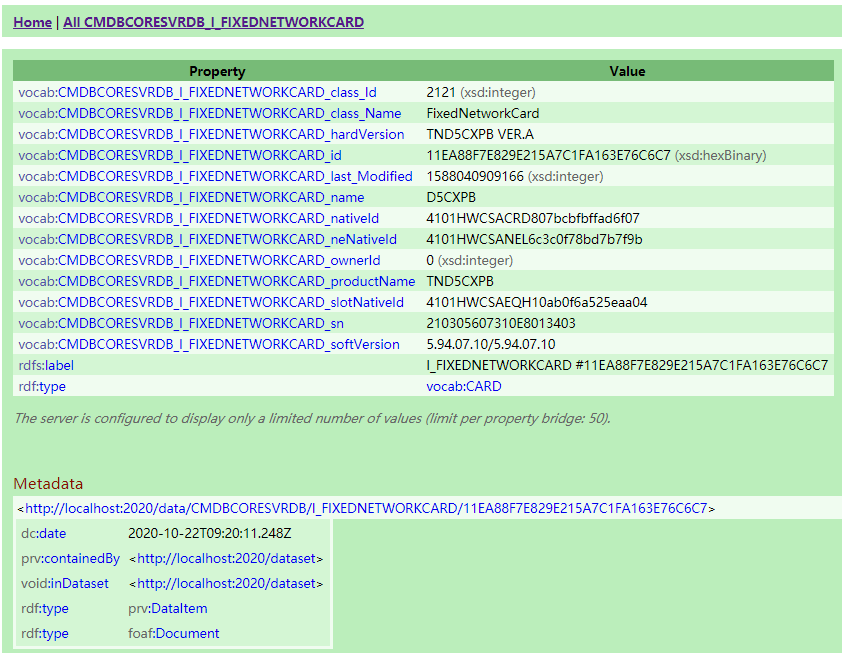 Home | All CMDBCORESVRDB_I_FIXEDNETWORKCARD
Property Value
vocab:CMDBCORESVRDB_I_FIXEDNETWORKCARD_class_Id 2121 (xsd:integer)
vocab:CMDBCORESVRDB_I_FIXEDNETWORKCARD_class_Name FixedNetworkCard
vocab:CMDBCORESVRDB_I_FIXEDNETWORKCARD_hardVersion TND5CXPB VER.A
vocab:CMDBCORESVRDB_I_FIXEDNETWORKCARD_id 11EA88F7E829E215A7C1FA163E76C6C7 (xsd:hexBinary)
vocab:CMDBCORESVRDB_I_FIXEDNETWORKCARD_last_Modified 1588040909166 (xsd:integer)
vocab:CMDBCORESVRDB_I_FIXEDNETWORKCARD_name D5CXPB
vocab:CMDBCORESVRDB_I_FIXEDNETWORKCARD_nativeId 4101HWCSACRD807bcbfbffad6f07
vocab:CMDBCORESVRDB_I_FIXEDNETWORKCARD_neNativeId 4101HWCSANEL6c3c0f78bd7b7f9b
vocab:CMDBCORESVRDB_I_FIXEDNETWORKCARD_ownerId 0 (xsd:integer)
vocab:CMDBCORESVRDB_I_FIXEDNETWORKCARD_productName TND5CXPB
vocab:CMDBCORESVRDB_I_FIXEDNETWORKCARD_slotNativeId 4101HWCSAEQH10ab0f6a525eaa04
vocab:CMDBCORESVRDB_I_FIXEDNETWORKCARD_sn 210305607310E8013403
vocab:CMDBCORESVRDB_I_FIXEDNETWORKCARD_softVersion 5.94.07.10/5.94.07.10
rdfs:label I_FIXEDNETWORKCARD #11EA88F7E829E215A7C1FA163E76C6C7
rdf:type vocab:CARD
The server is configured to display only a limited number of values (limit per property bridge: 50).
Metadata
<http://localhost:2020/data/CMDBCORESVRDB/I_FIXEDNETWORKCARD/11EA88F7E829E215A7C1FA163E76C6C7>
dc:date 2020-10-22T09:20:11.248Z
prv:containedBy <http://localhost:2020/dataset>
void:inDataset <http://localhost:2020/dataset>
rdf:type prv:DataItem
rdf:type foaf:Document